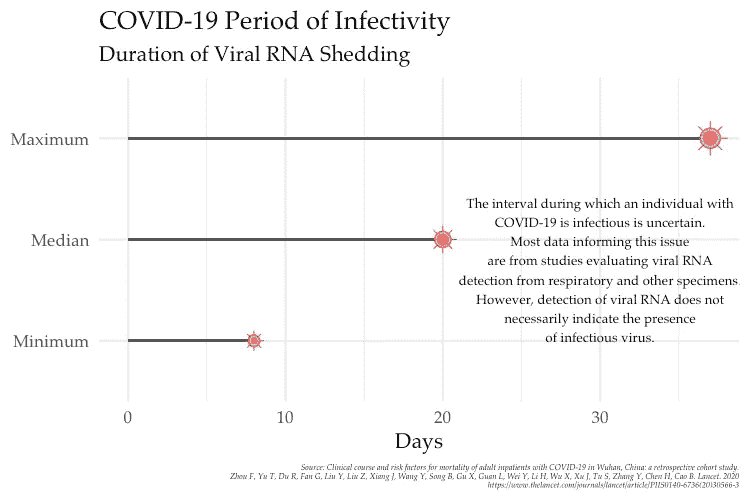 COVID-19 Period of Infectivity
Duration of Viral RNA Shedding
Maximum
The interval during which an individual with
COVID-19 is infectious is uncertain.
Most data informing this issue
are from studies evaluating viral RNA
detection from respiratory and other specimens.
However, detection of viral RNA does not
necessarily indicate the presence
of infectious virus.
Median
Minimum
0 10 20 30
Days
Source: Clinical course and risk factors for mortality of adult inpatients with COVID-19 in Wuhan, China: a retrospective cohort study.
Zhou F, Yu T, Du R, Fan G, Liu Y, Liu Z, Xiang J, Wang Y, Song B, Gu X, Guan L, Wei Y, Li H, Wu X, Xu J, Tu S, Zhang Y, Chen H, Cao B. Lancet. 2020
https://www.thelancet.com/journals/lancet/article/PIIS0140-6736(20)30566-3